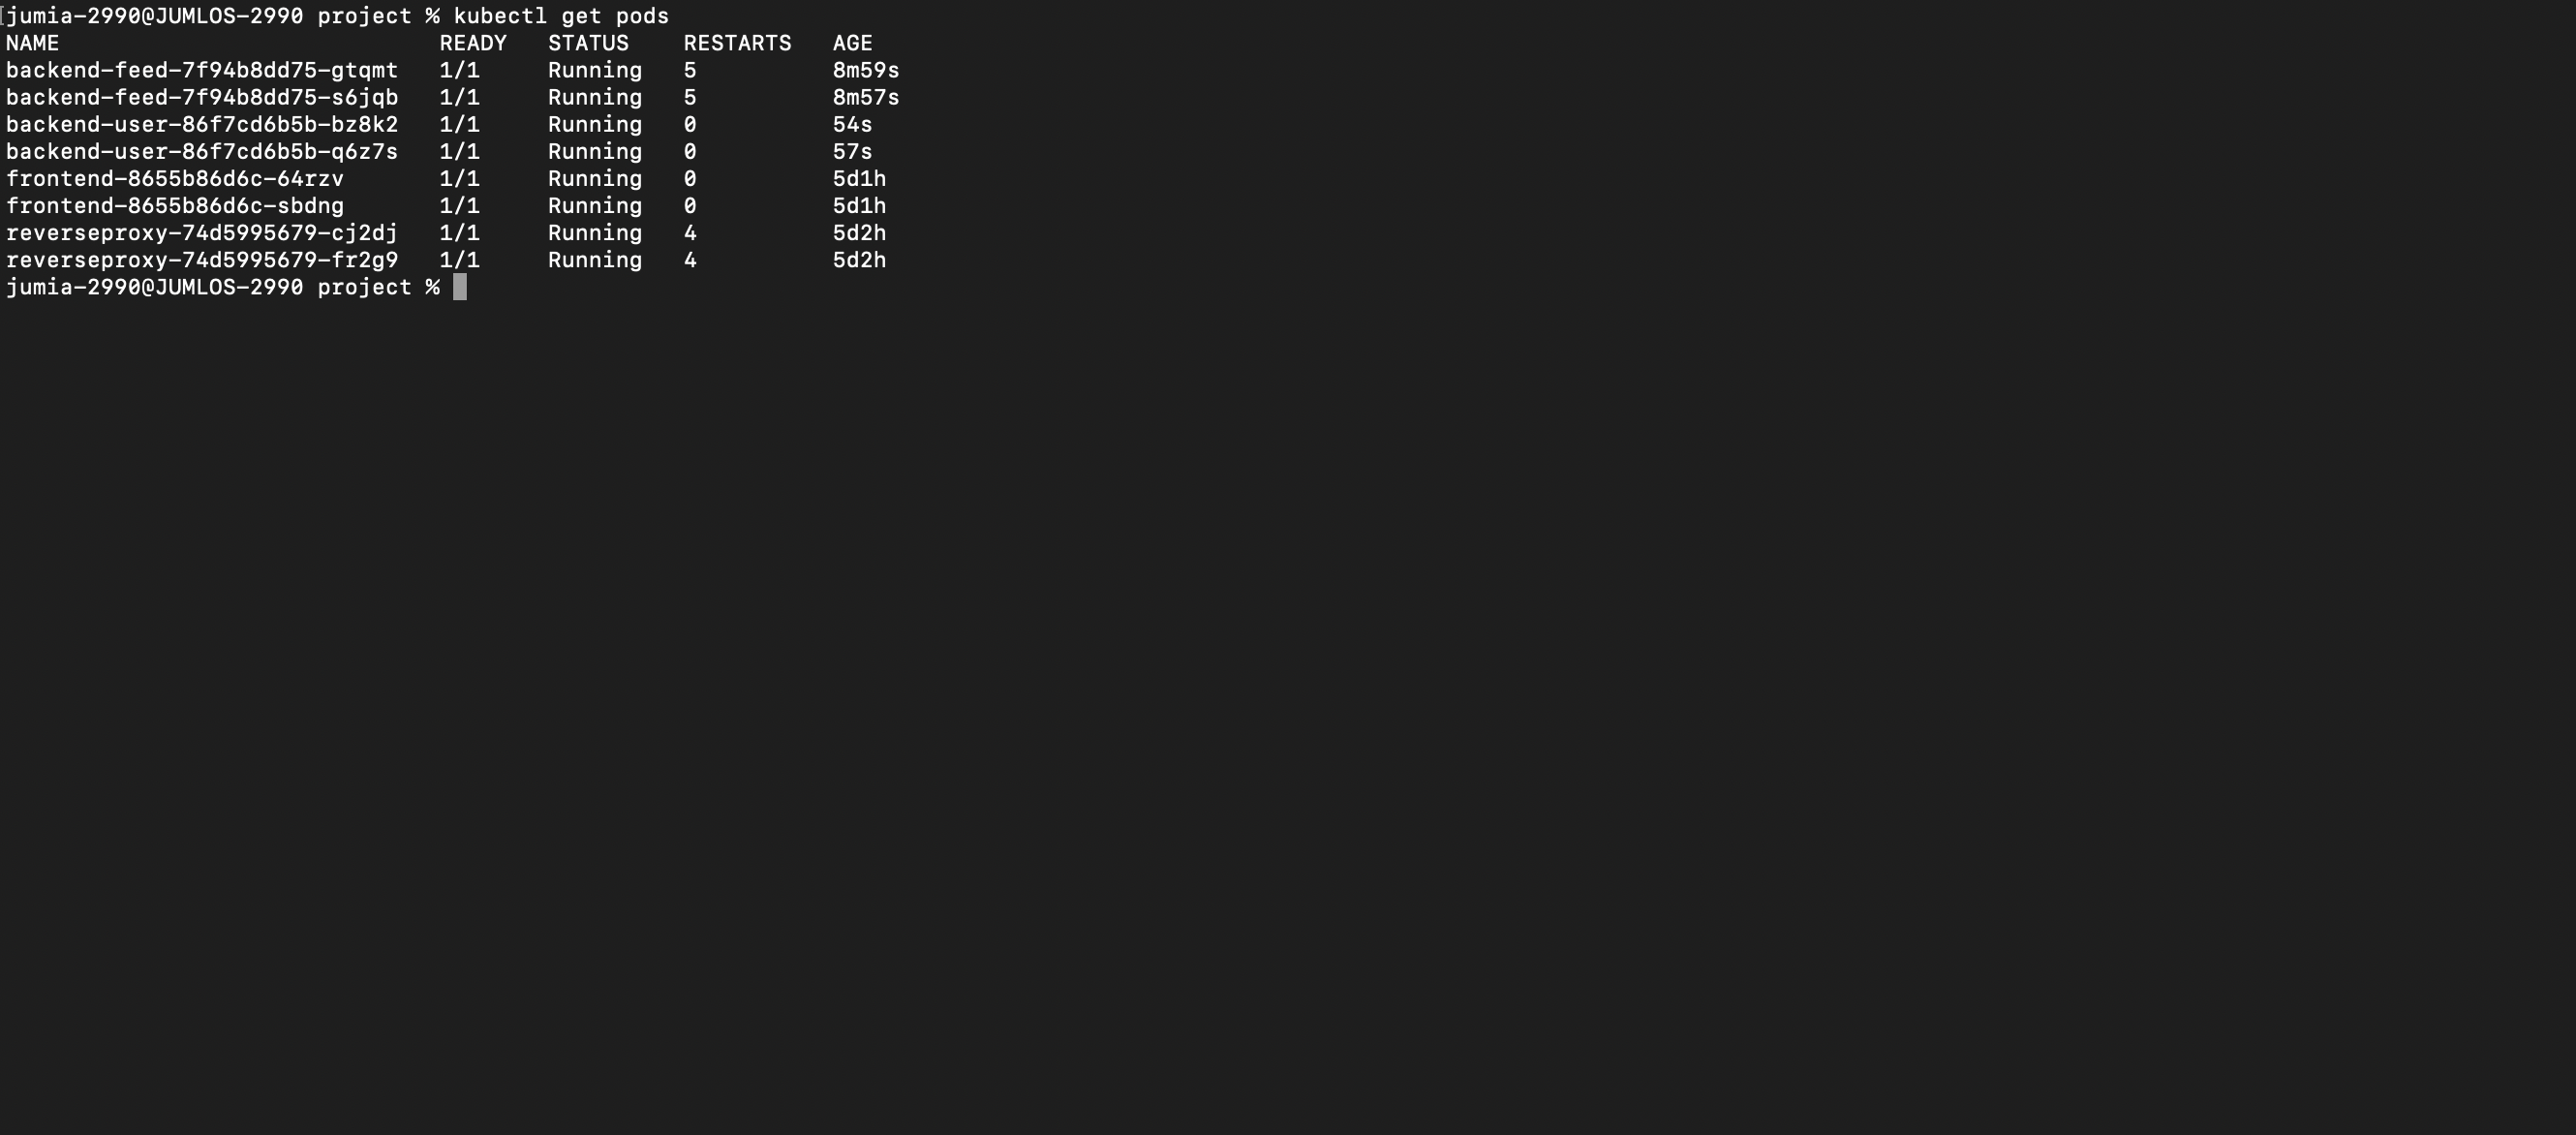 jumia-2990@JUMLOS-2990 project % kubectl get pods
NAME READY STATUS RESTARTS AGE
backend-feed-7f94b8dd75-gtqmt 1/1 Running 5 8m59s
backend-feed-7f94b8dd75-s6jqb 1/1 Running 5 8m57s
backend-user-86f7cd6b5b-bz8k2 1/1 Running 0 54s
backend-user-86f7cd6b5b-q6z7s 1/1 Running 0 57s
frontend-8655b86d6c-64rzv 1/1 Running 0 5d1h
frontend-8655b86d6c-sbdng 1/1 Running 0 5d1h
reverseproxy-74d5995679-cj2dj 1/1 Running 4 5d2h
reverseproxy-74d5995679-fr2g9 1/1 Running 4 5d2h
jumia-2990@JUMLOS-2990 project %